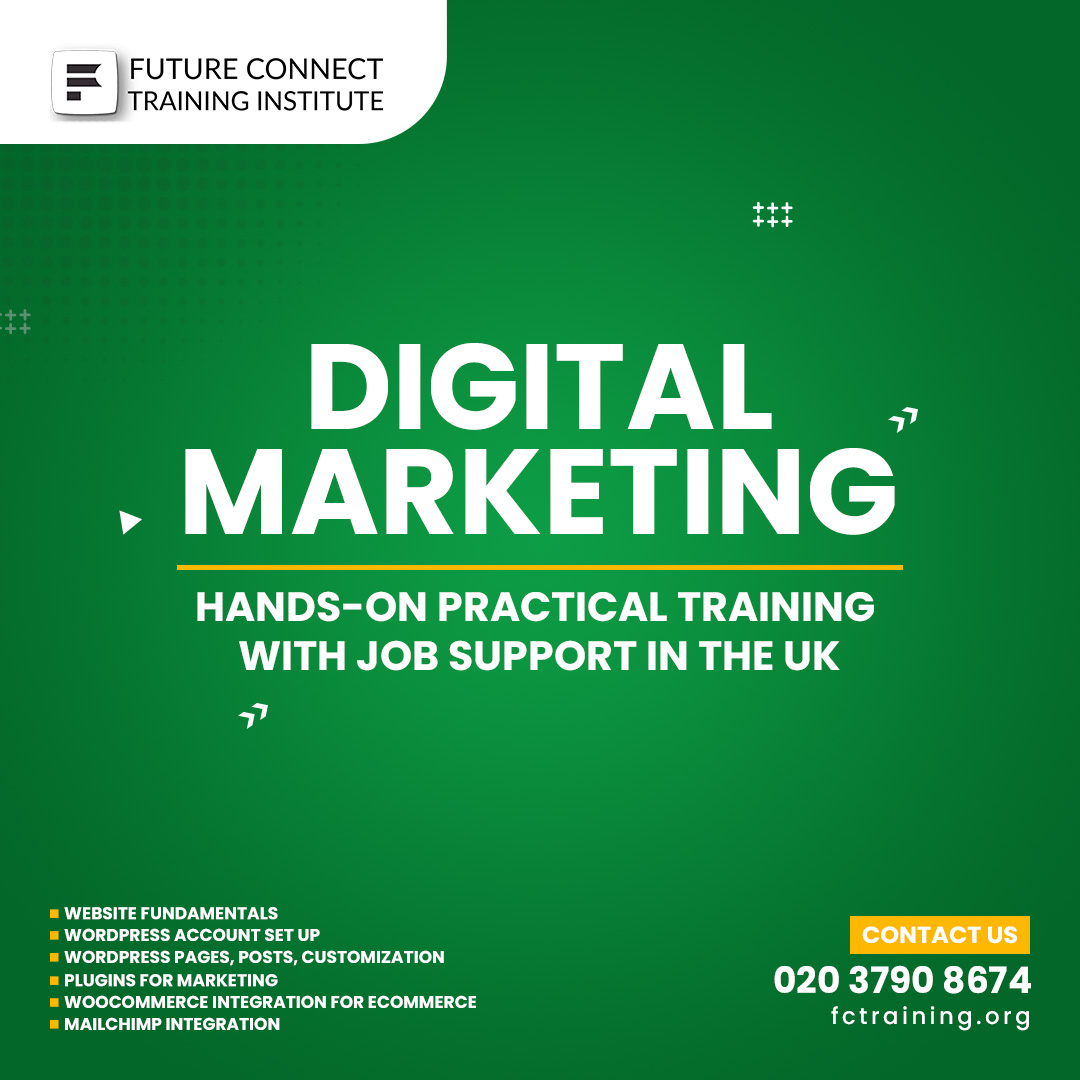 FUTURE CONNECT
TRAINING INSTITUTE
DIGITAL
MARKETING
HANDS-ON PRACTICAL TRAINING
WITH JOB SUPPORT IN THE UK
WEBSITE FUNDAMENTALS
WORDPRESS ACCOUNT SET UP
WORDPRESS PAGES, POSTS, CUSTOMIZATION
PLUGINS FOR MARKETING
WOOCOMMERCE INTEGRATION FOR ECOMMERCE
MAILCHIMP INTEGRATION
CONTACT US
020 3790 8674
fctraining.org